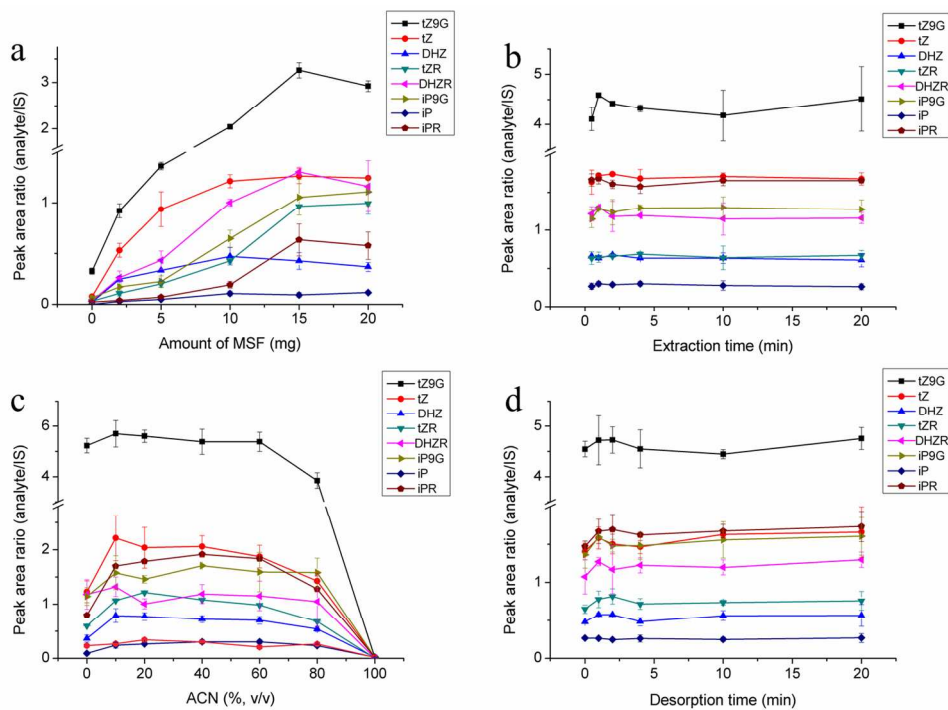 a
tZ9G
tZ
DHZ
tZR
DHZR
iP9G
iP
iPR
Peak area ratio (analyte/IS)
3
2
1
0
0 5 10 15 20
Amount of MSF (mg)
b
tZ9G
tZ
DHZ
tZR
DHZR
iP9G
iP
iPR
Peak area ratio (analyte/IS)
5
4
1
0
0 5 10 15 20
Extraction time (min)
c
tZ9G
tZ
DHZ
tZR
DHZR
iP9G
iP
iPR
Peak area rario (analyte/IS)
6
4
2
1
0
0 20 40 60 80 100
ACN (%, v/v)
d
tZ9G
tZ
DHZ
tZR
DHZR
iP9G
iP
iPR
Peak area ratio (analyte/IS)
6
4
1
0
0 5 10 15 20
Desorption time (min)